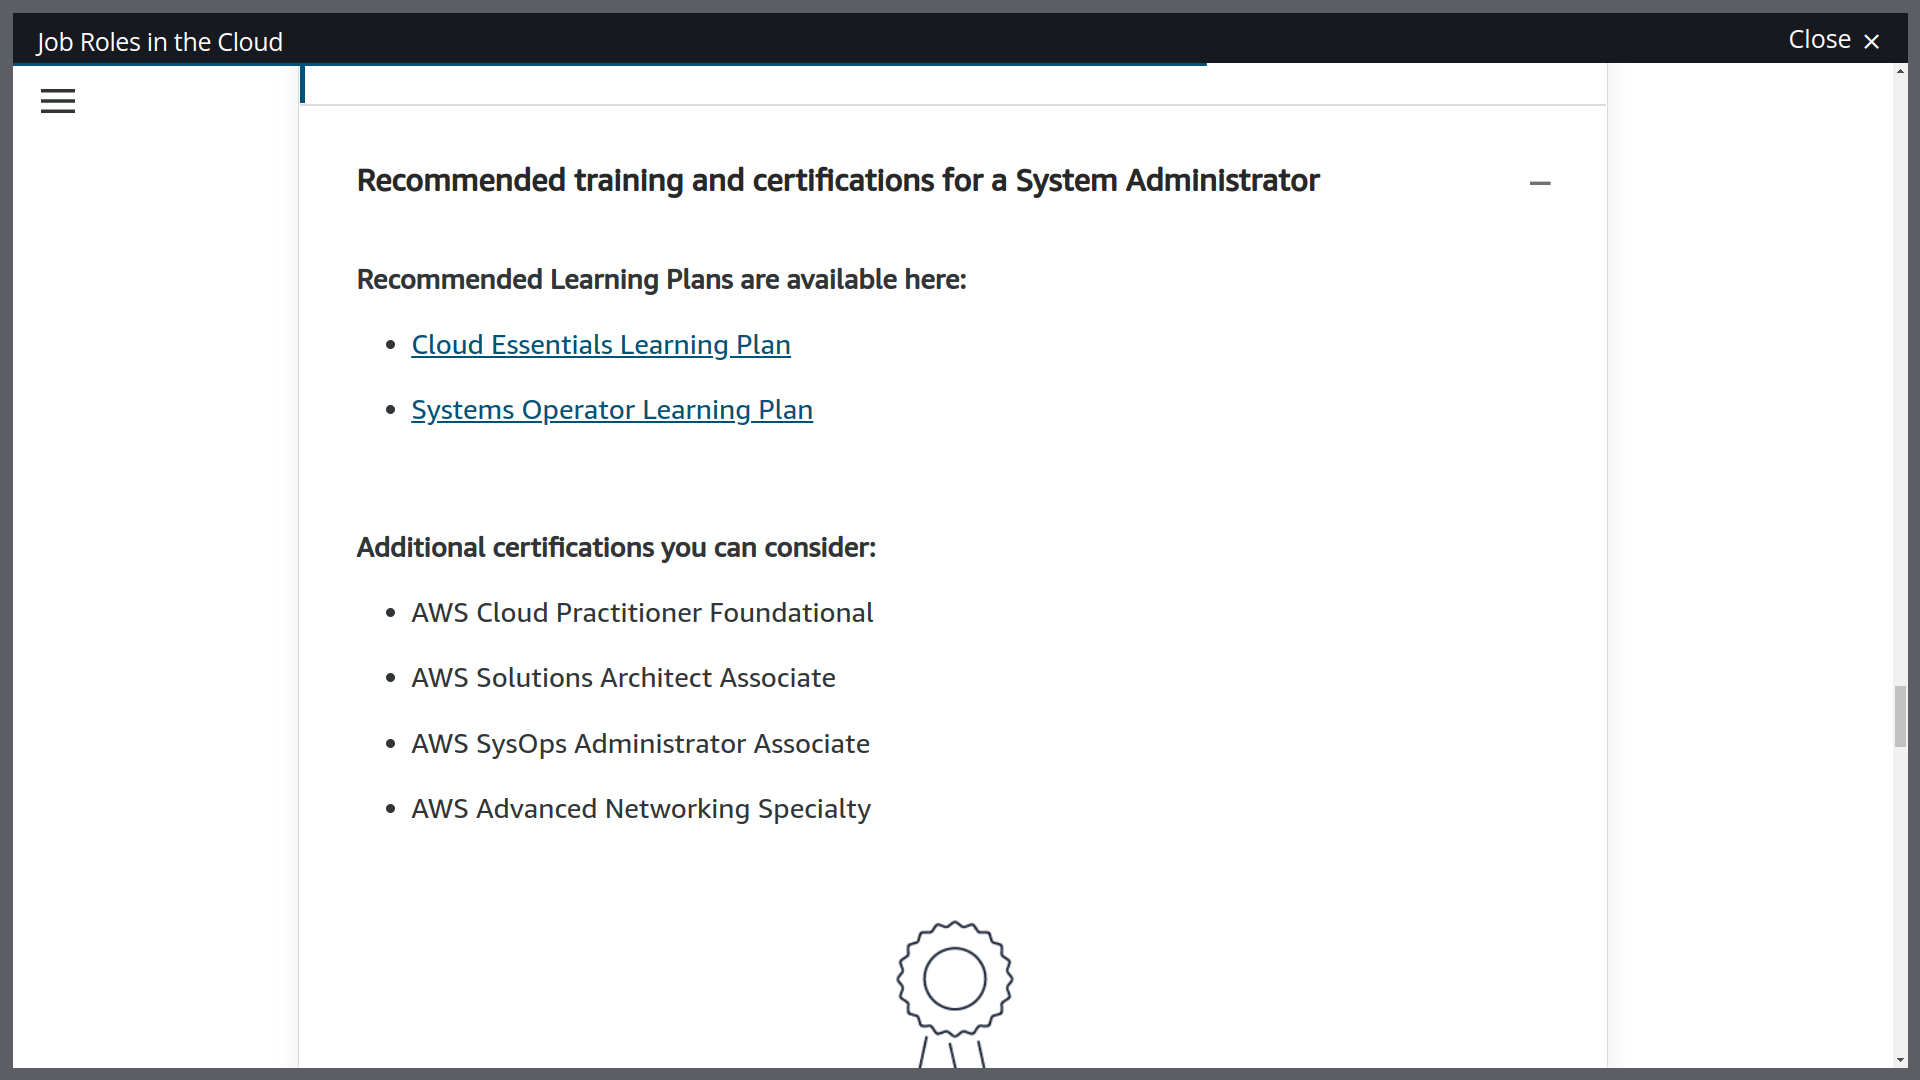 Job Roles in the Cloud
Close
Recommended training and certifications for a System Administrator
Recommended Learning Plans are available here:
Cloud Essentials Learning Plan
Systems Operator Learning Plan
Additional certifications you can consider:
AWS Cloud Practitioner Foundational
AWS Solutions Architect Associate
AWS SysOps Administrator Associate
AWS Advanced Networking Specialty